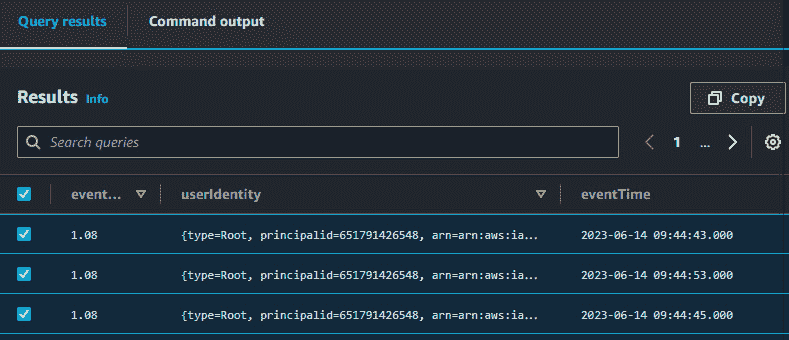 Query results Command output
Results Info Copy
Search queries 1 ...
event... userIdentity eventTime
1.08 {type=Root, principalid=651791426548, arn=arn:aws:ia... 2023-06-14 09:44:43.000
1.08 {type=Root, principalid=651791426548, arn=arn:aws:ia... 2023-06-14 09:44:53.000
1.08 {type=Root, principalid=651791426548, arn=arn:aws:ia... 2023-06-14 09:44:45.000